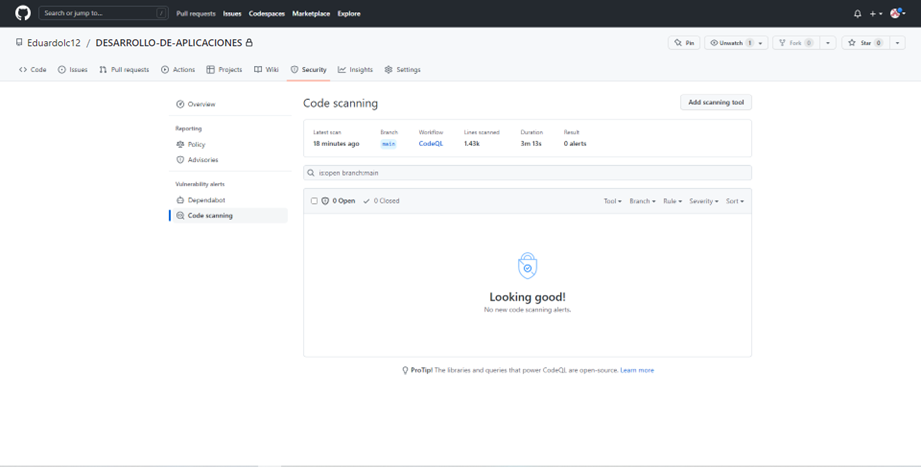 Search or jump to... / Pull requests Issues Codespaces Marketplace Explore
Eduardolc12 / DESARROLLO-DE-APLICACIONES Pin Unwatch 1 Fork 0 Star 0
Code Issues Pull requests Actions Projects Wiki Security Insights Settings
Overview
Reporting
Policy
Advisories
Vulnerability alerts
Dependabot
Code scanning
Code scanning Add scanning tool
Latest scan Branch Workflow Lines scanned Duration Result
18 minutes ago main CodeQL 1.43k 3m 13s 0 alerts
is:open branch:main
0 Open 0 Closed Tool Branch Rule Severity Sort
Looking good!
No new code scanning alerts.
ProTip! The libraries and queries that power CodeQL are open-source. Learn more